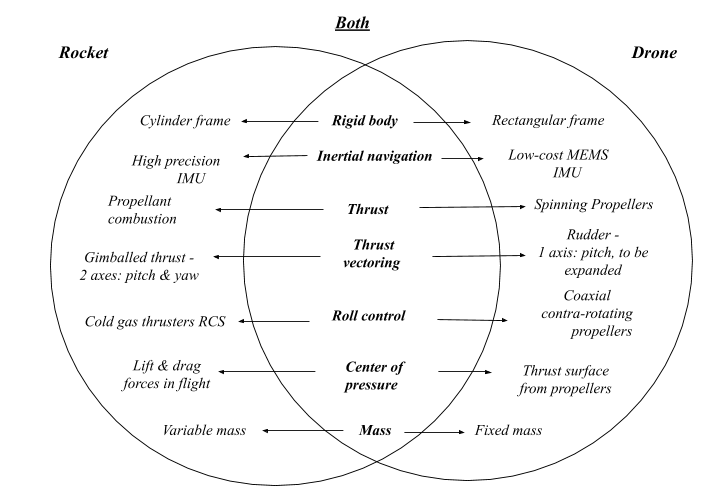 Both
Rocket
Drone
Cylinder frame
Rigid body
Rectangular frame
High precision
IMU
Inertial navigation
Low-cost MEMS
IMU
Propellant
combustion
Thrust
Spinning Propellers
Gimballed thrust -
2 axes: pitch & yaw
Thrust
vectoring
Rudder -
1 axis: pitch, to be
expanded
Cold gas thrusters RCS
Roll control
Coaxial
contra-rotating
propellers
Lift & drag
forces in flight
Center of
pressure
Thrust surface
from propellers
Variable mass
Mass
Fixed mass